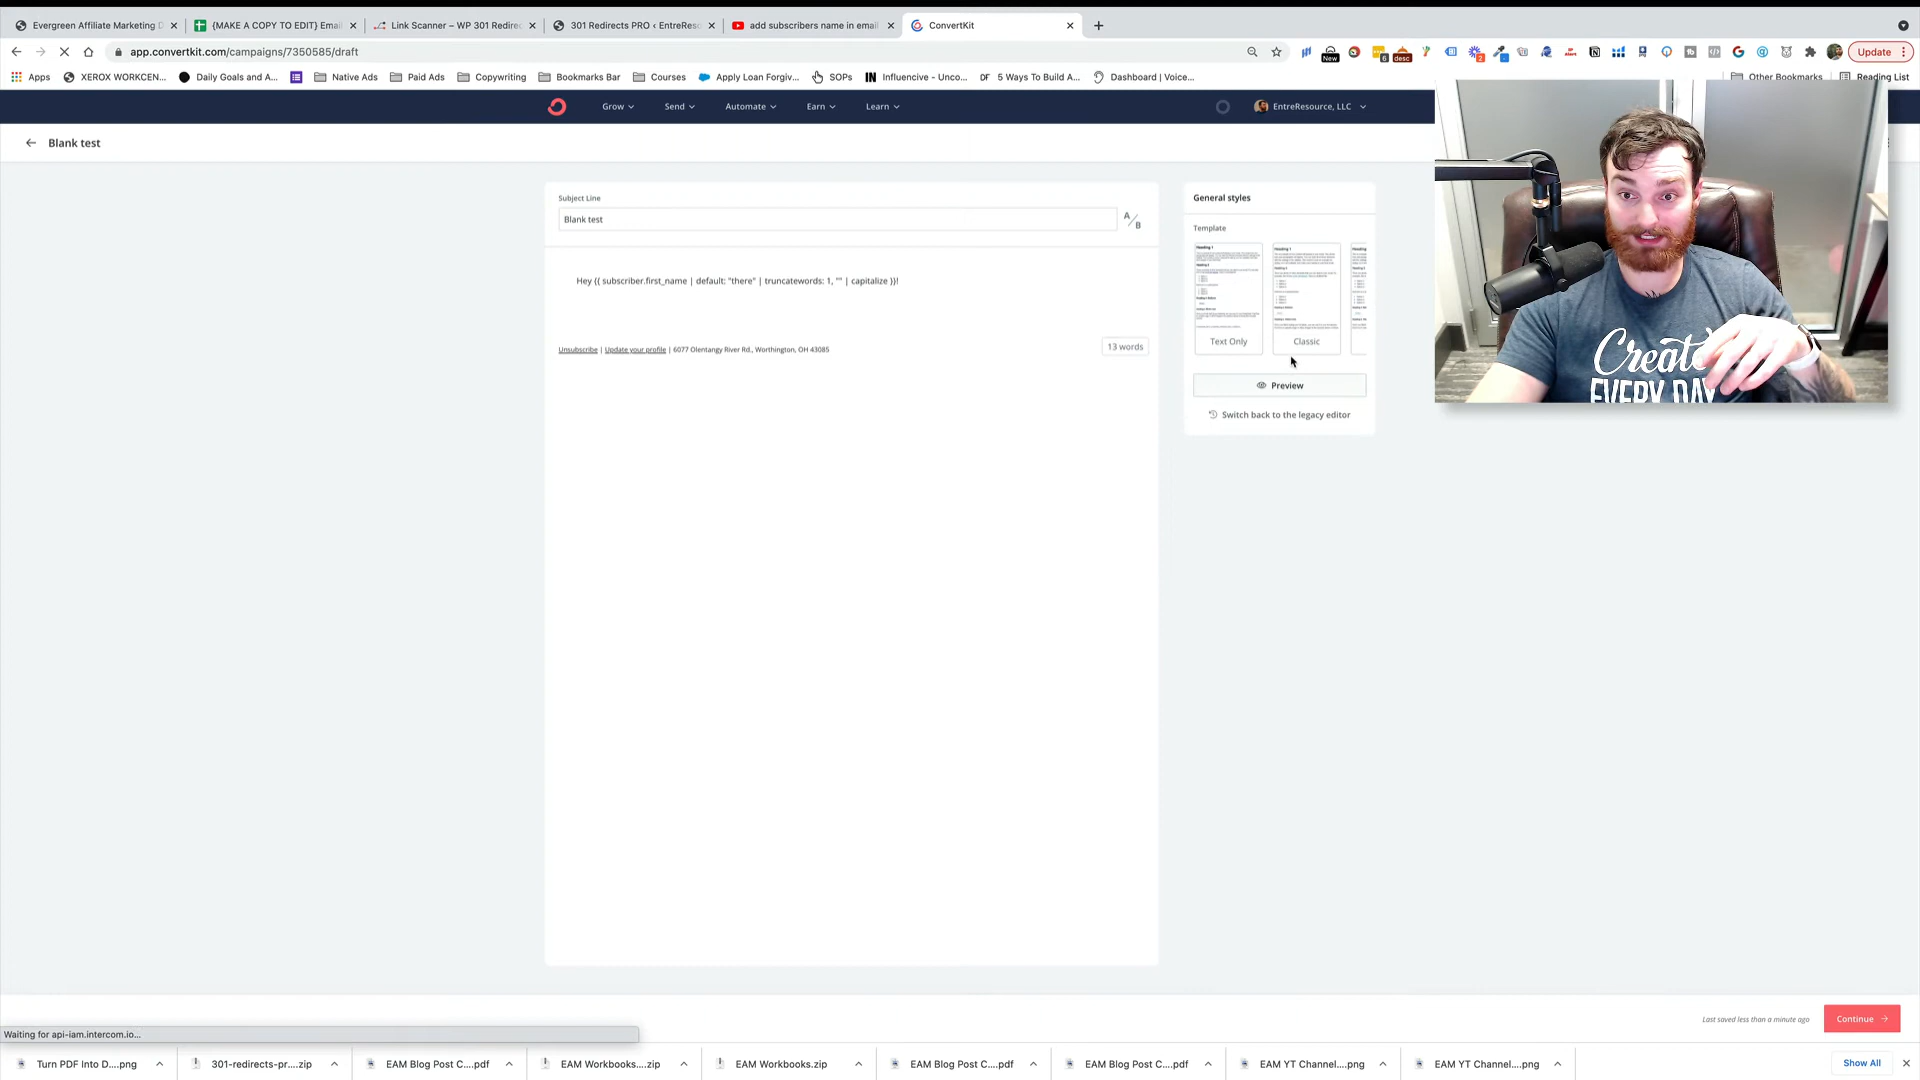 Evergreen Affiliate Marketing D
{MAKE A COPY TO EDIT} Email
Link Scanner – WP 301 Redirec
301 Redirects PRO ‹ EntreReso
add subscribers name in email
ConvertKit
app.convertkit.com/campaigns/7350585/draft
New
6
desc
2
Update
Apps
XEROX WORKCEN...
Daily Goals and A...
Native Ads
Paid Ads
Copywriting
Bookmarks Bar
Courses
Apply Loan Forgiv...
SOPs
Influencive - Unco...
5 Ways To Build A...
Dashboard | Voice...
Other Bookmarks
Reading List
Grow
Send
Automate
Earn
Learn
EntreResource, LLC
Blank test
Subject Line
Blank test
A/B
Hey {{ subscriber.first_name | default: "there" | truncatewords: 1, "" | capitalize }}!
Unsubscribe | Update your profile | 6077 Olentangy River Rd., Worthington, OH 43085
13 words
General styles
Template
Text Only
Classic
Preview
Switch back to the legacy editor
Create
EVERY DAY
Last saved less than a minute ago
Continue
Waiting for api-iam.intercom.io...
Turn PDF Into D....png
301-redirects-pr....zip
EAM Blog Post C....pdf
EAM Workbooks....zip
EAM Workbooks.zip
EAM Blog Post C....pdf
EAM Blog Post C....pdf
EAM YT Channel....png
EAM YT Channel....png
Show All